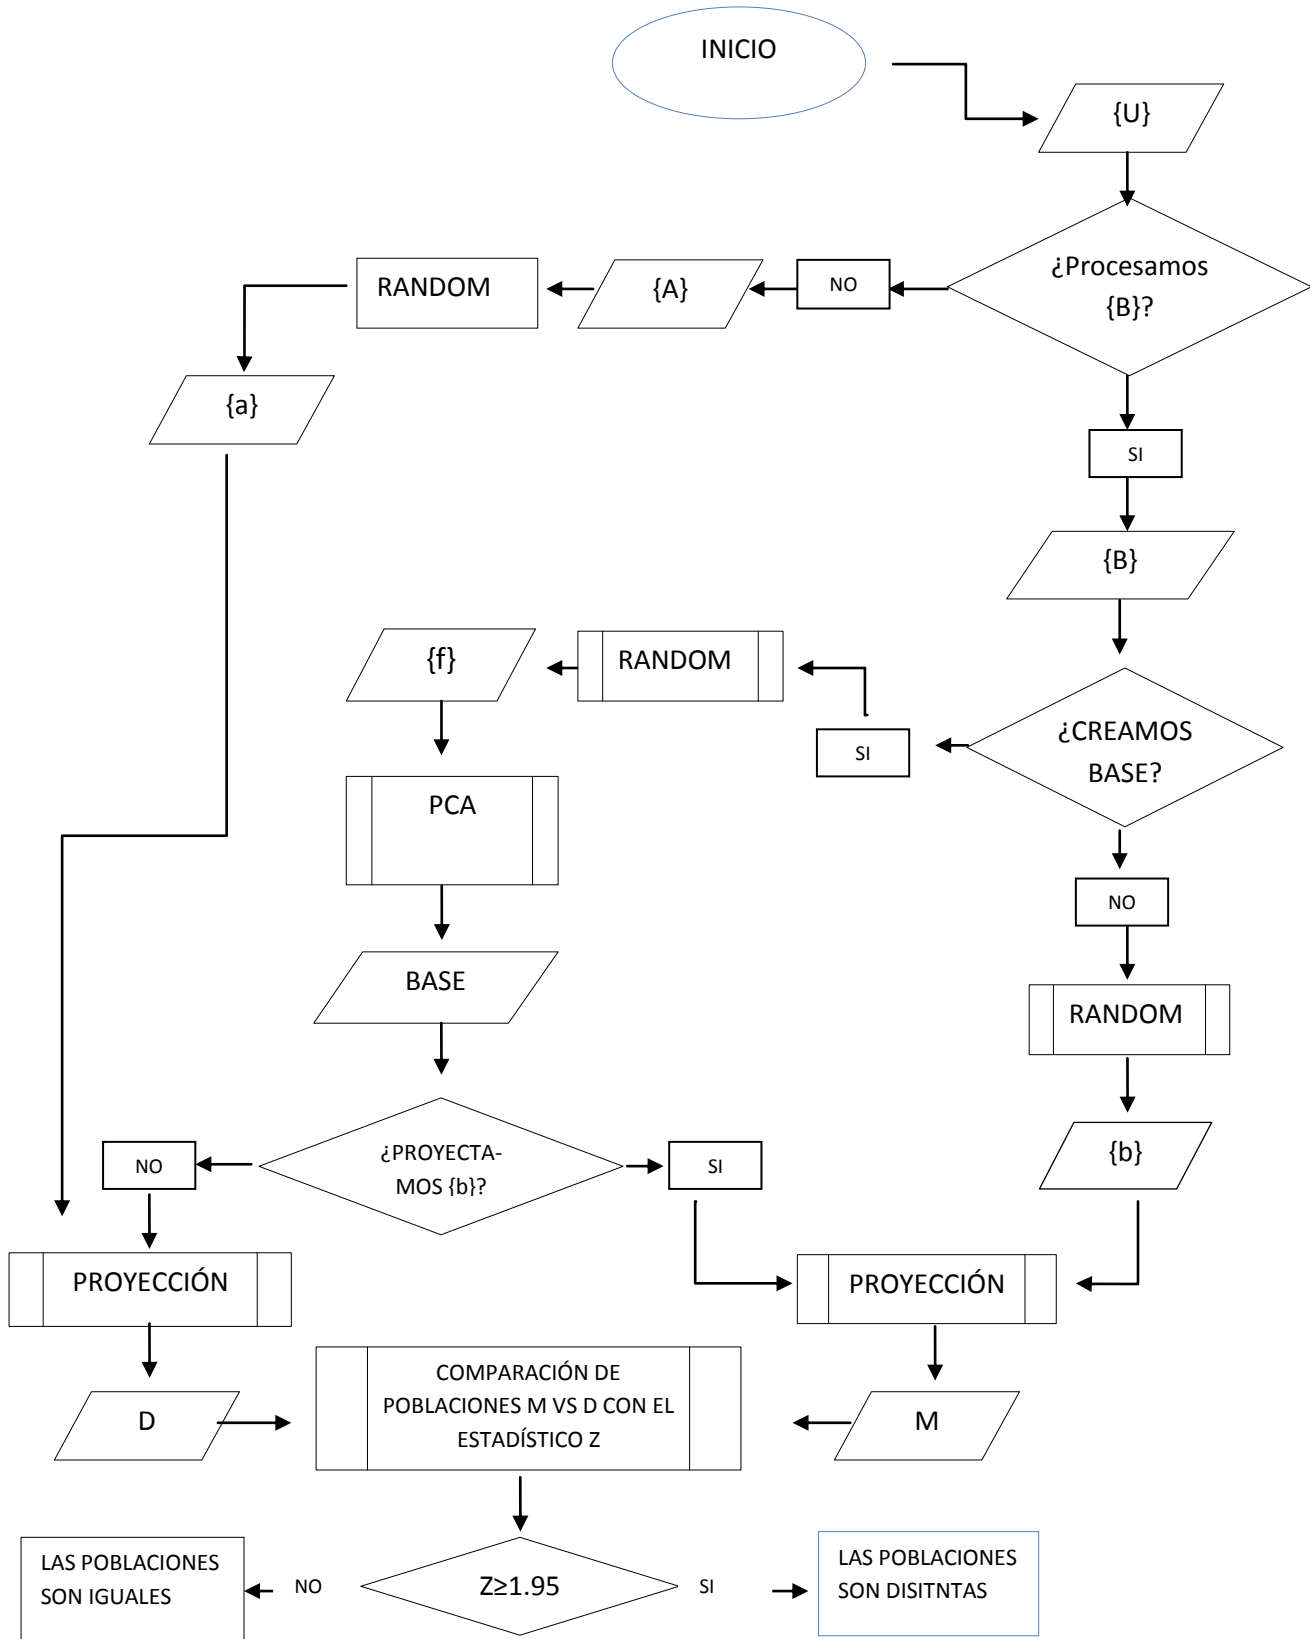 INICIO
{U}
¿Procesamos
{B}?
NO
{A}
RANDOM
{a}
SI
{B}
{f}
RANDOM
¿CREAMOS
BASE?
SI
PCA
NO
BASE
RANDOM
¿PROYECTA-
MOS {b}?
NO
SI
{b}
PROYECCIÓN
PROYECCIÓN
COMPARACIÓN DE
POBLACIONES M VS D CON EL
ESTADÍSTICO Z
D
M
LAS POBLACIONES
SON IGUALES
NO
Z≥1.95
SI
LAS POBLACIONES
SON DISITNTAS